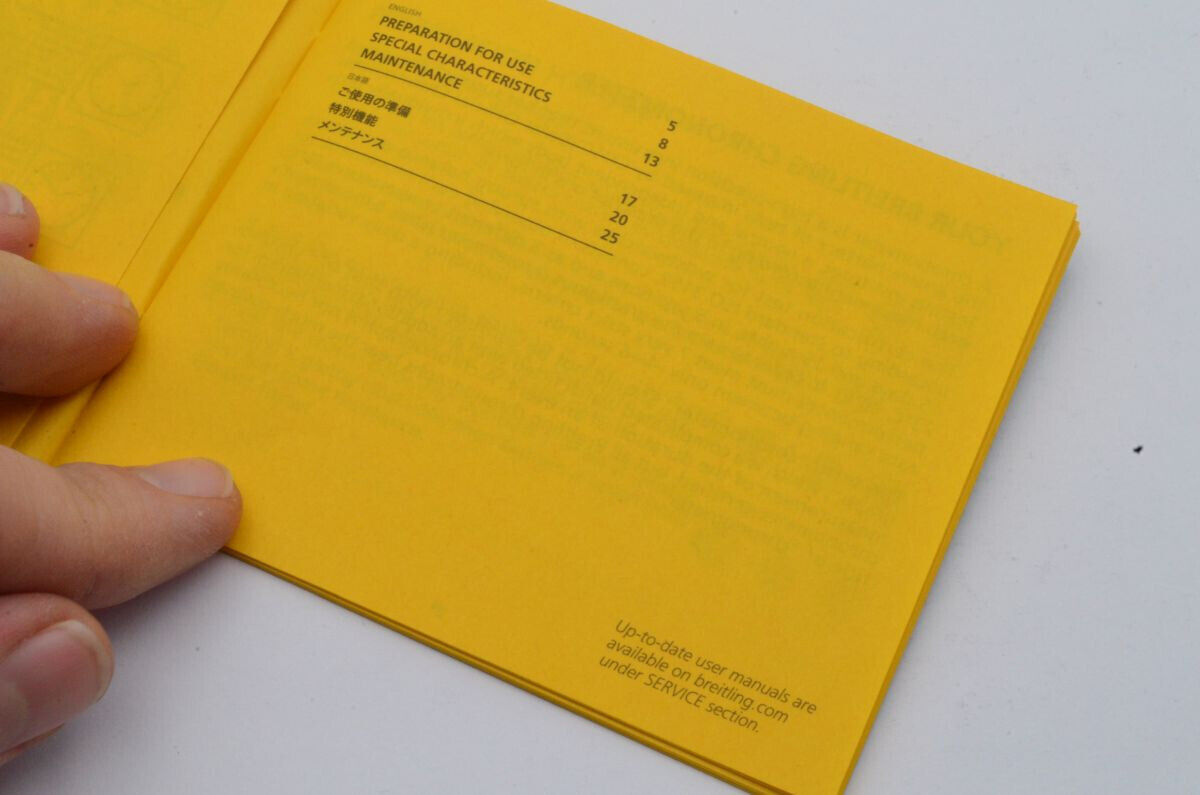 ENGLISH
PREPARATION FOR USE 5
SPECIAL CHARACTERISTICS 8
MAINTENANCE 13
日本語
ご使用の準備 17
特別機能 20
メンテナンス 25
Up-to-date user manuals are
available on breitling.com
under SERVICE section.